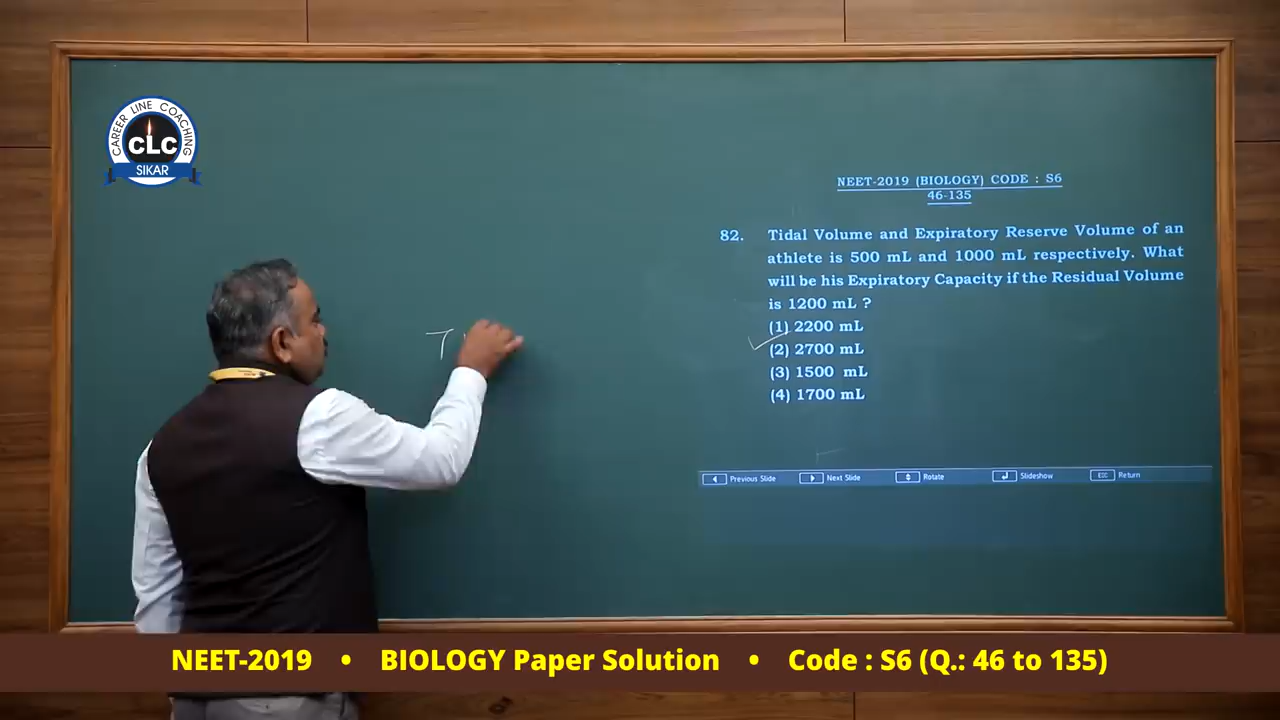 CAREER LINE COACHING
CLC
SIKAR
NEET-2019 (BIOLOGY) CODE : S6
46-135
82. Tidal Volume and Expiratory Reserve Volume of an
athlete is 500 mL and 1000 mL respectively. What
will be his Expiratory Capacity if the Residual Volume
is 1200 mL ?
(1) 2200 mL
(2) 2700 mL
(3) 1500 mL
(4) 1700 mL
T
Previous Slide Next Slide Rotate Slideshow ESC Return
NEET-2019 • BIOLOGY Paper Solution • Code : S6 (Q.: 46 to 135)